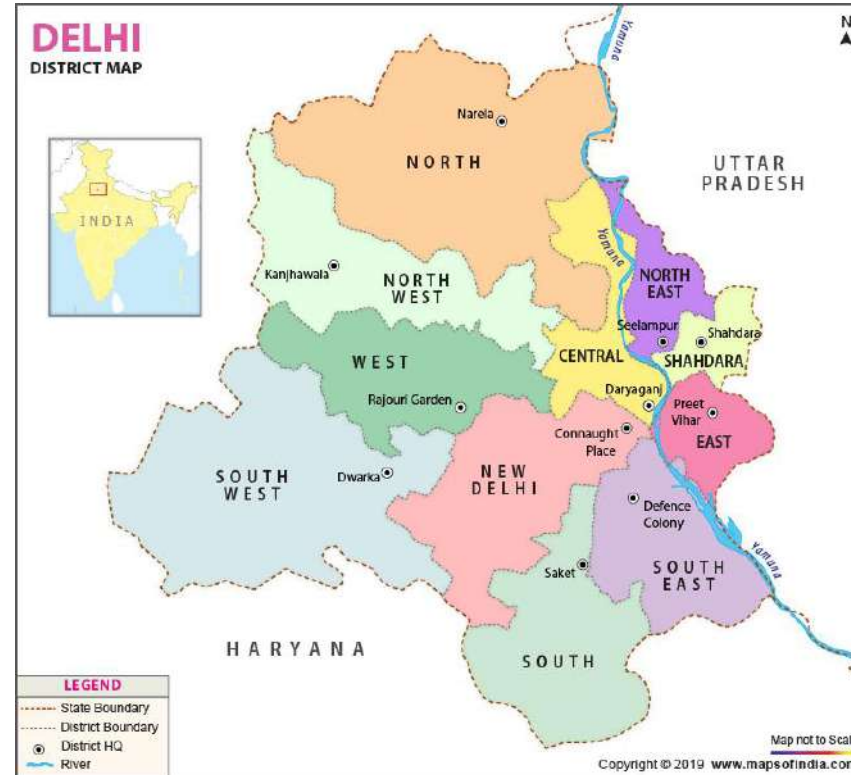 DELHI
DISTRICT MAP
N
Yamuna
Narela
NORTH
UTTAR
PRADESH
INDIA
Yamuna
Kanjhawala
NORTH
WEST
NORTH
EAST
Seelampur
Shahdara
SHAHDARA
WEST
CENTRAL
Daryaganj
Rajouri Garden
Preet
Vihar
EAST
Connaught
Place
SOUTH
WEST
Dwarka
NEW
DELHI
Defence
Colony
Yamuna
Saket
SOUTH
EAST
HARYANA
SOUTH
LEGEND
State Boundary
District Boundary
District HQ
River
Map not to Scal
Copyright © 2019 www.mapsofindia.com